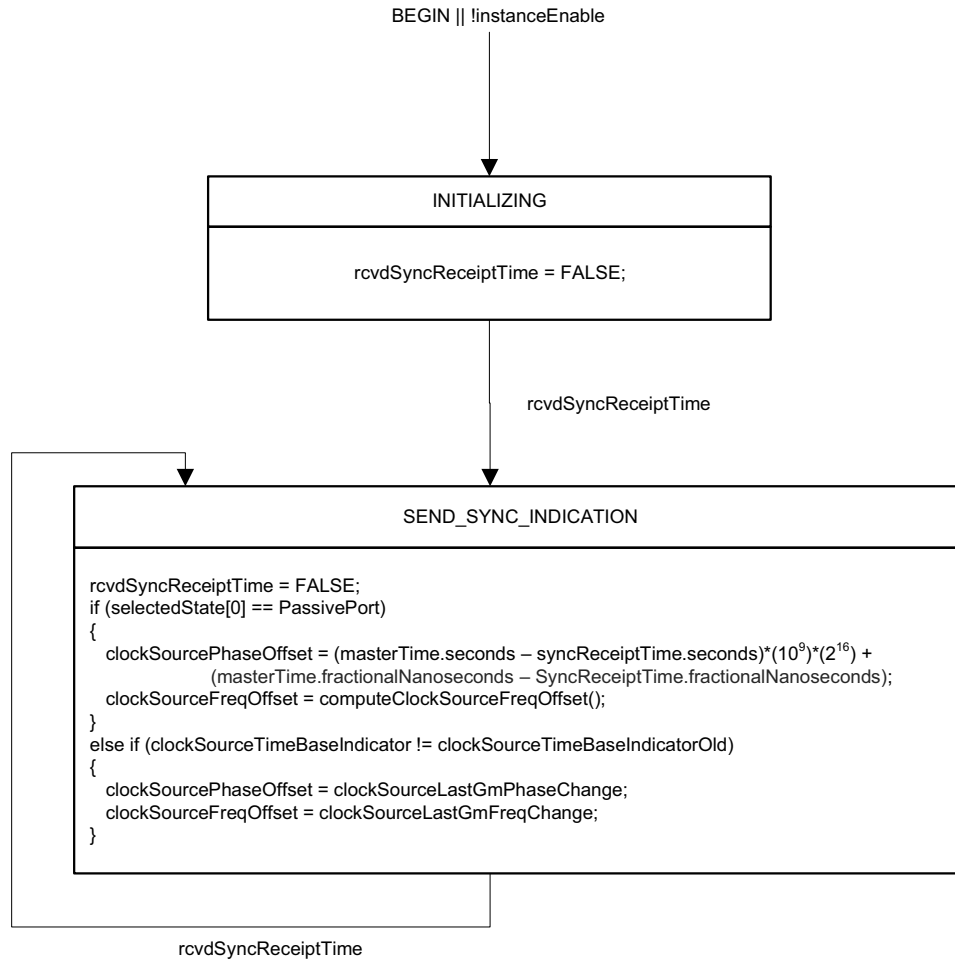 BEGIN || !instanceEnable
INITIALIZING
rcvdSyncReceiptTime = FALSE;
rcvdSyncReceiptTime
SEND_SYNC_INDICATION
rcvdSyncReceiptTime = FALSE;
if (selectedState[0] == PassivePort)
{
clockSourcePhaseOffset = (masterTime.seconds – syncReceiptTime.seconds)*(10⁹)*(2¹⁶) +
(masterTime.fractionalNanoseconds – SyncReceiptTime.fractionalNanoseconds);
clockSourceFreqOffset = computeClockSourceFreqOffset();
}
else if (clockSourceTimeBaseIndicator != clockSourceTimeBaseIndicatorOld)
{
clockSourcePhaseOffset = clockSourceLastGmPhaseChange;
clockSourceFreqOffset = clockSourceLastGmFreqChange;
}
rcvdSyncReceiptTime